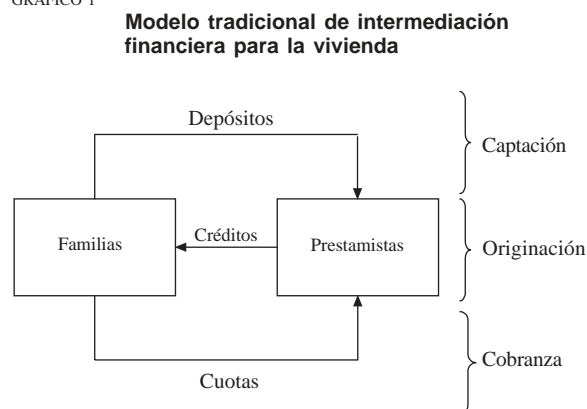 GRÁFICO 1
Modelo tradicional de intermediación
financiera para la vivienda
Depósitos
Captación
Familias
Créditos
Prestamistas
Originación
Cuotas
Cobranza